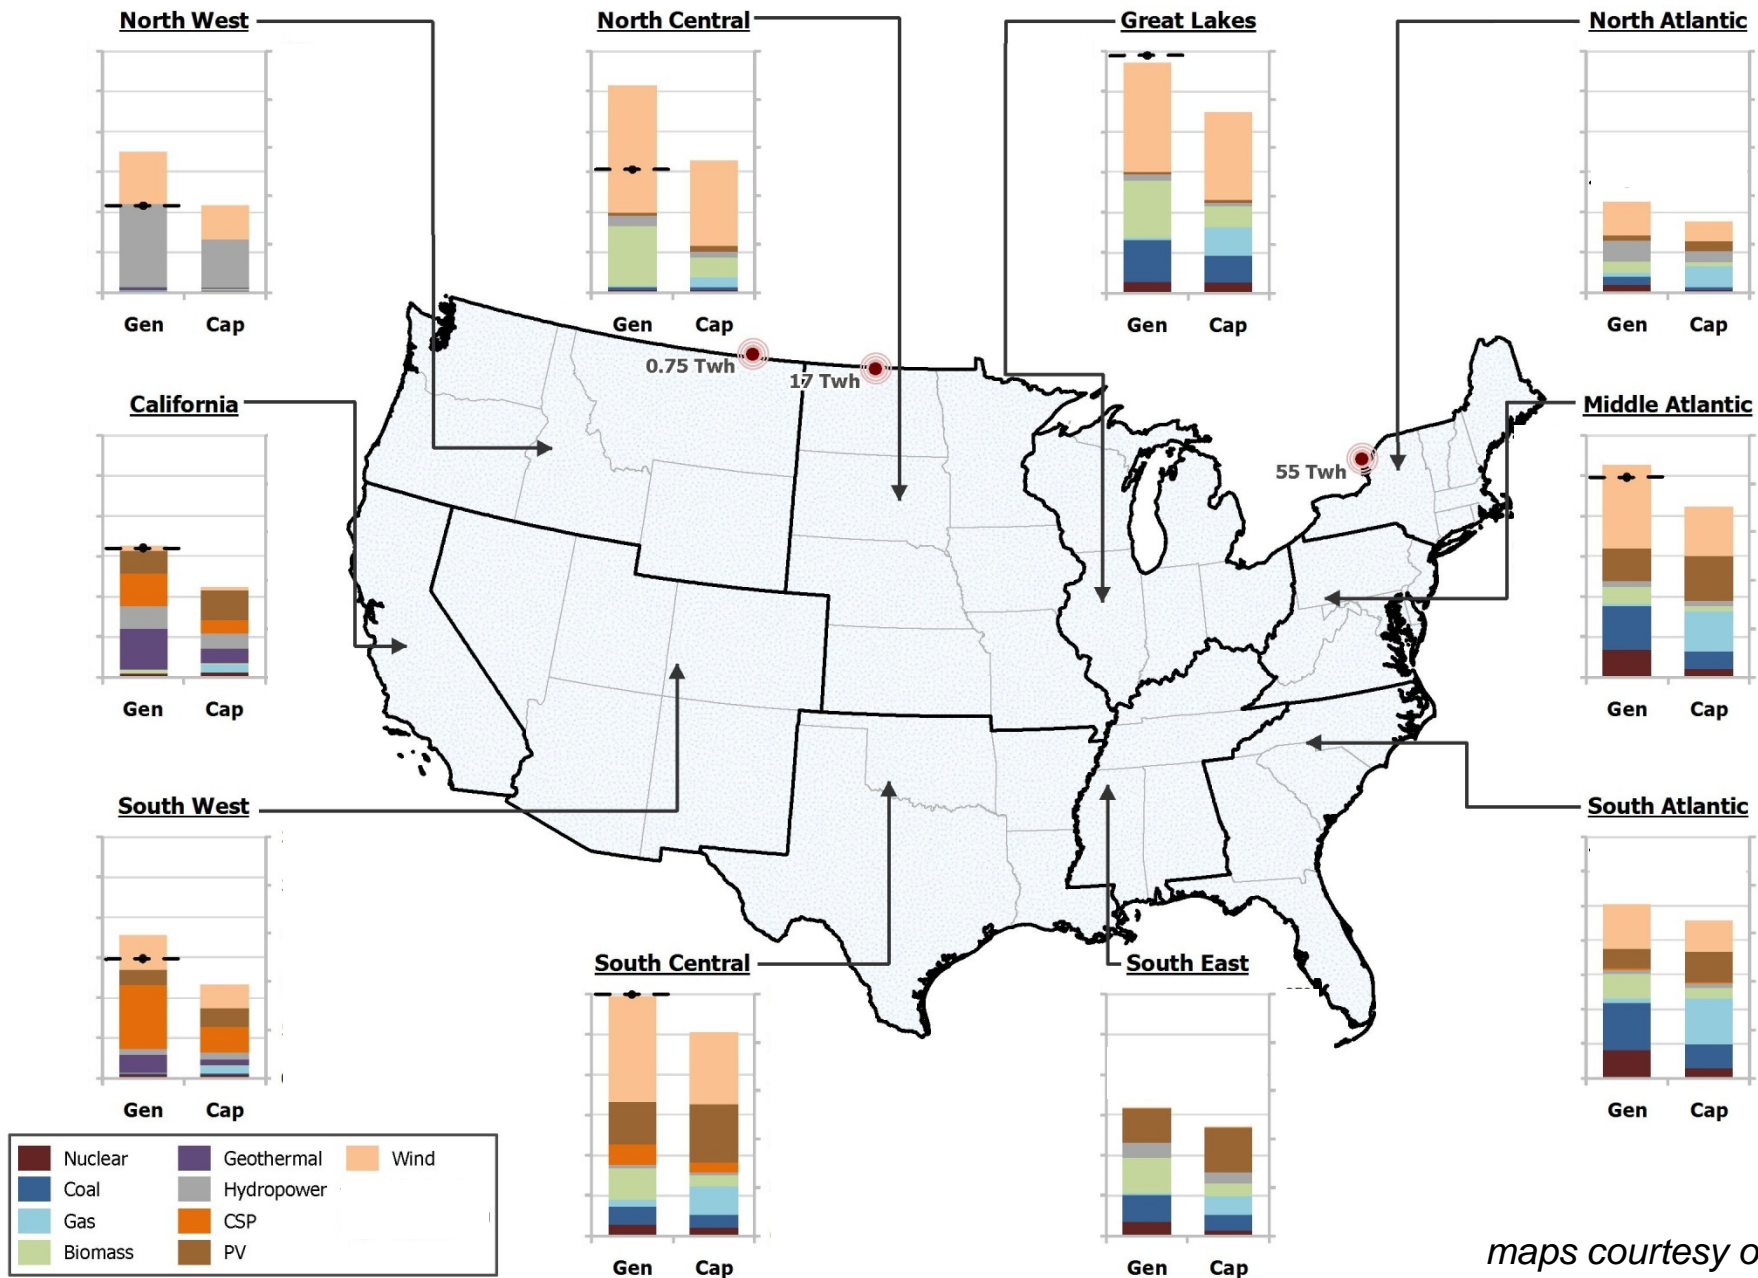 North West
North Central
Great Lakes
North Atlantic
Gen Cap
Gen Cap
Gen Cap
Gen Cap
0.75 Twh
17 Twh
55 Twh
California
Middle Atlantic
Gen Cap
Gen Cap
South West
South Atlantic
South Central
South East
Gen Cap
Gen Cap
Nuclear
Coal
Gas
Biomass
Geothermal
Hydropower
CSP
PV
Wind
Gen Cap
Gen Cap
maps courtesy o